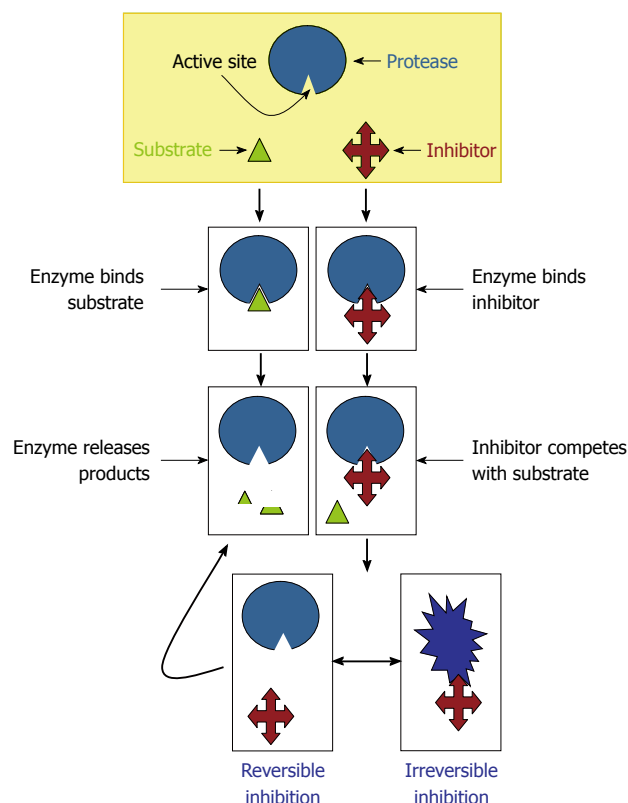 Active site
Protease
Substrate
Inhibitor
Enzyme binds
substrate
Enzyme binds
inhibitor
Enzyme releases
products
Inhibitor competes
with substrate
Reversible
inhibition
Irreversible
inhibition